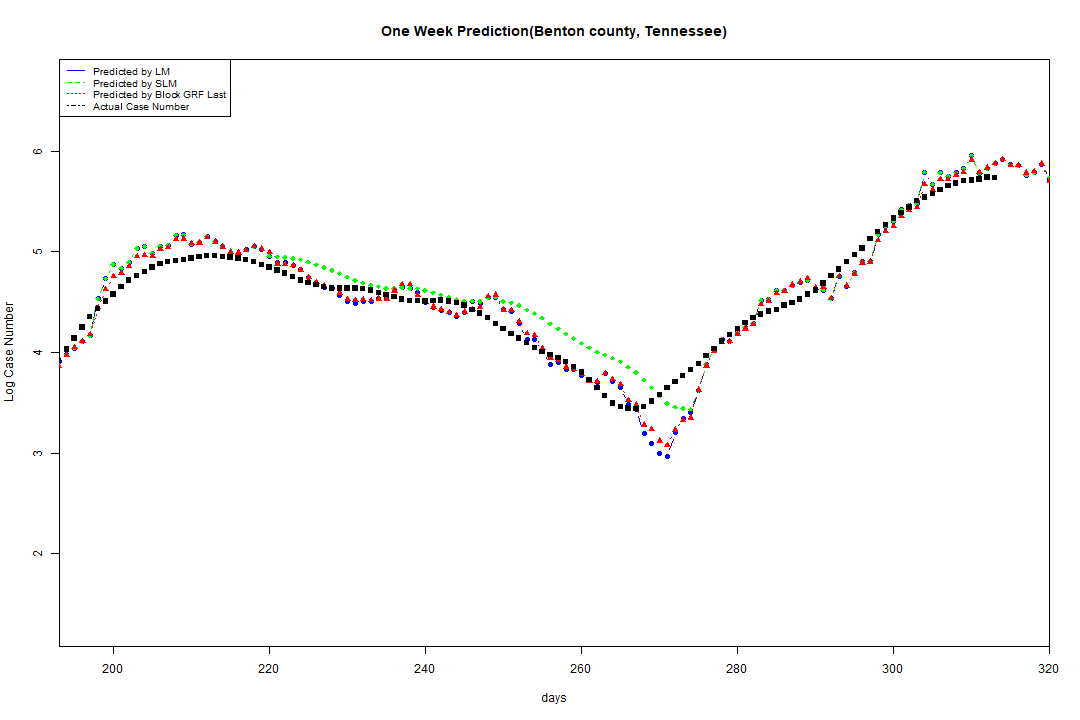 One Week Prediction(Benton county, Tennessee)
Predicted by LM
Predicted by SLM
Predicted by Block GRF Last
Actual Case Number
6
5
4
3
2
Log Case Number
200 220 240 260 280 300 320
days